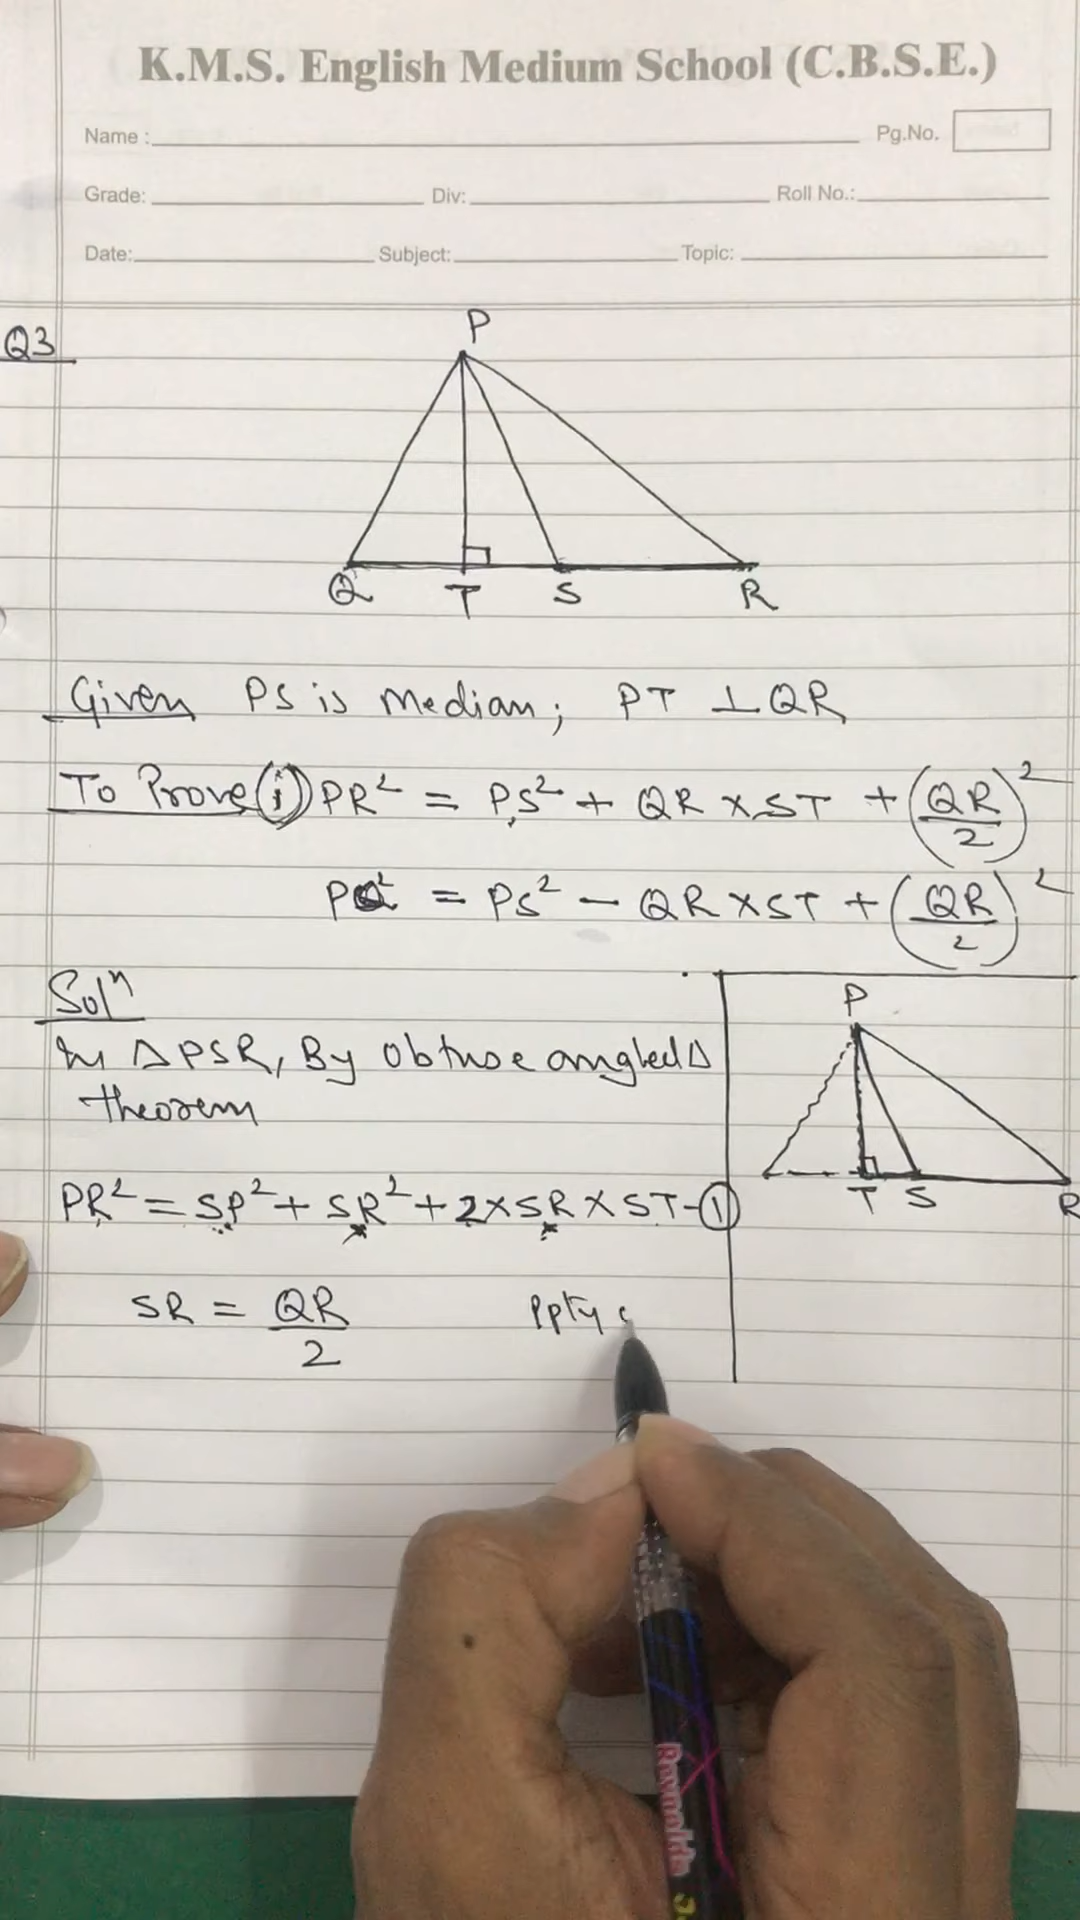 K.M.S. English Medium School (C.B.S.E.)
Name : Pg.No.
Grade: Div: Roll No.:
Date: Subject: Topic:
Q3
P
Q T S R
Given PS is Median; PT ⊥ QR
To Prove (i) PR² = PS² + QR × ST + (QR/2)²
PQ² = PS² - QR × ST + (QR/2)²
Solⁿ
P
In △PSR, By Obtuse angled △
theorem
T S R
PR² = SP² + SR² + 2 × SR × ST - ①
SR = QR/2 Ppty
Reynolds